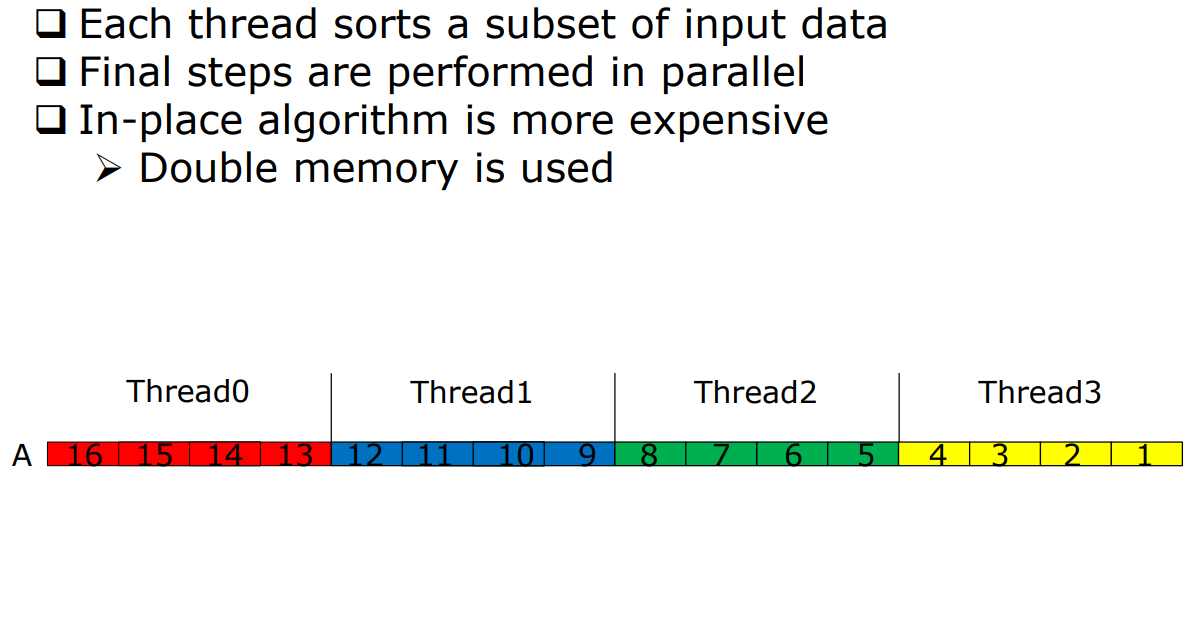 ❑ Each thread sorts a subset of input data
❑ Final steps are performed in parallel
❑ In-place algorithm is more expensive
➢ Double memory is used
Thread0 Thread1 Thread2 Thread3
A 16 15 14 13 12 11 10 9 8 7 6 5 4 3 2 1